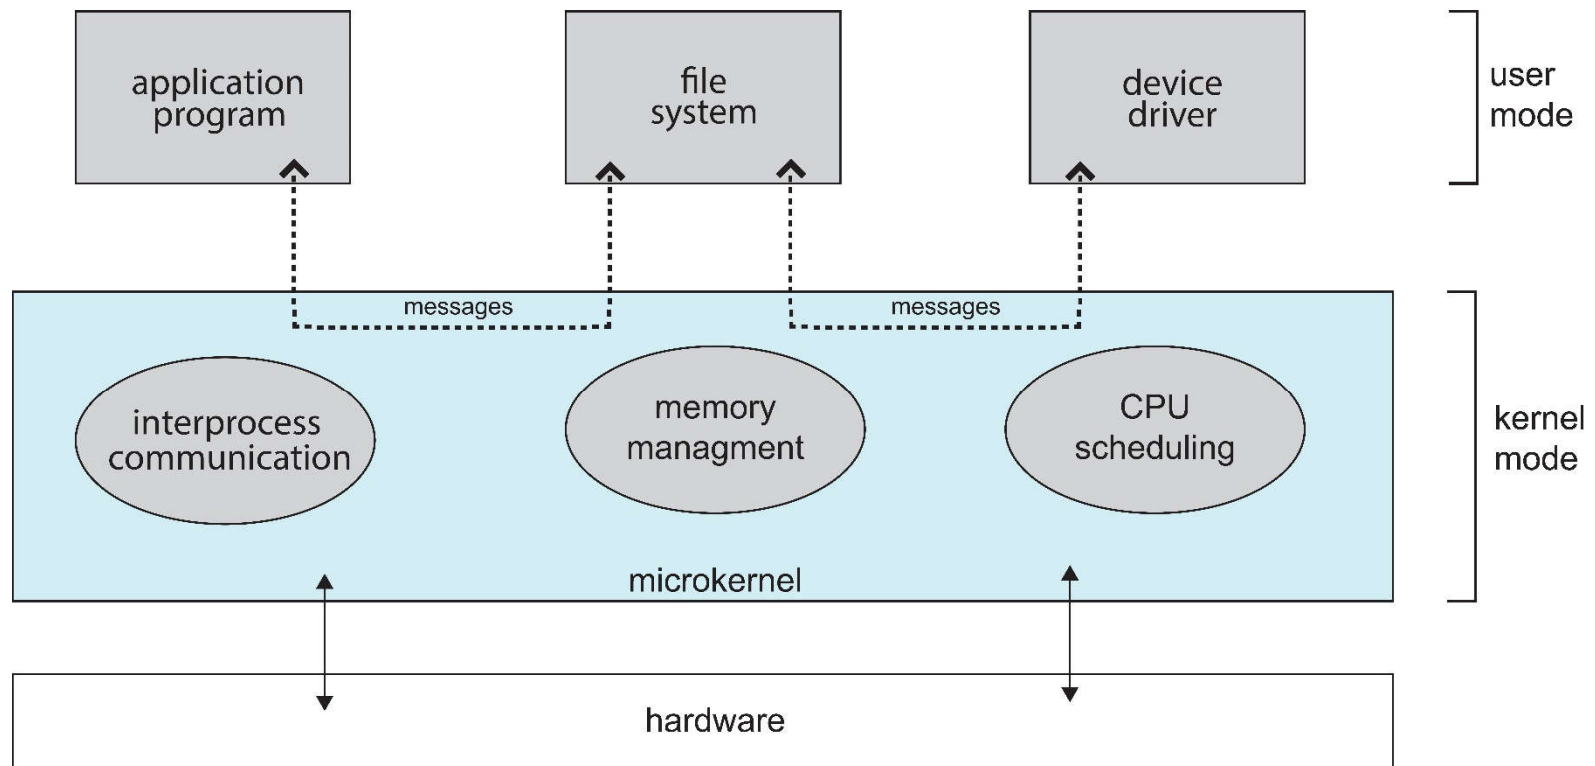 application
program
file
system
device
driver
user
mode
messages
messages
interprocess
communication
memory
managment
CPU
scheduling
kernel
mode
microkernel
hardware